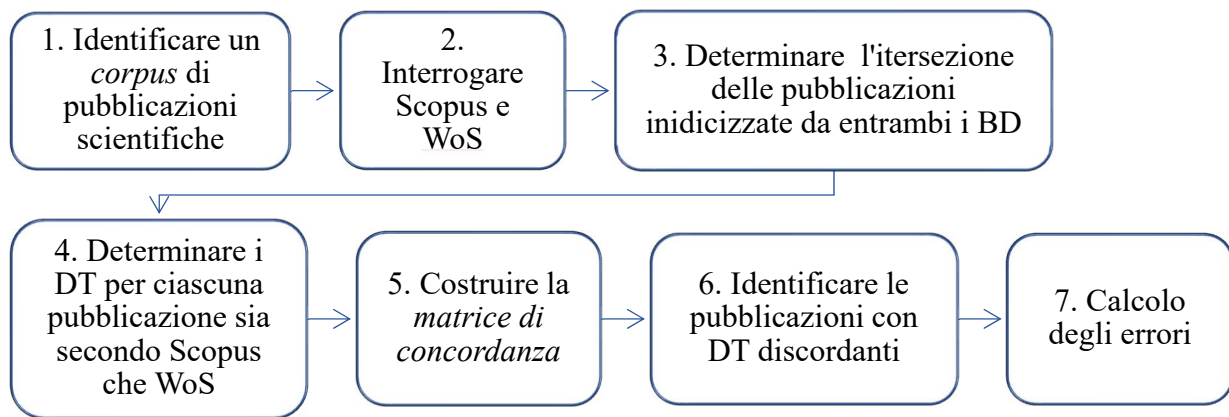 1. Identificare un
corpus di
pubblicazioni
scientifiche
2.
Interrogare
Scopus e
WoS
3. Determinare l'itersezione
delle pubblicazioni
inidicizzate da entrambi i BD
4. Determinare i
DT per ciascuna
pubblicazione sia
secondo Scopus
che WoS
5. Costruire la
matrice di
concordanza
6. Identificare le
pubblicazioni con
DT discordanti
7. Calcolo
degli errori